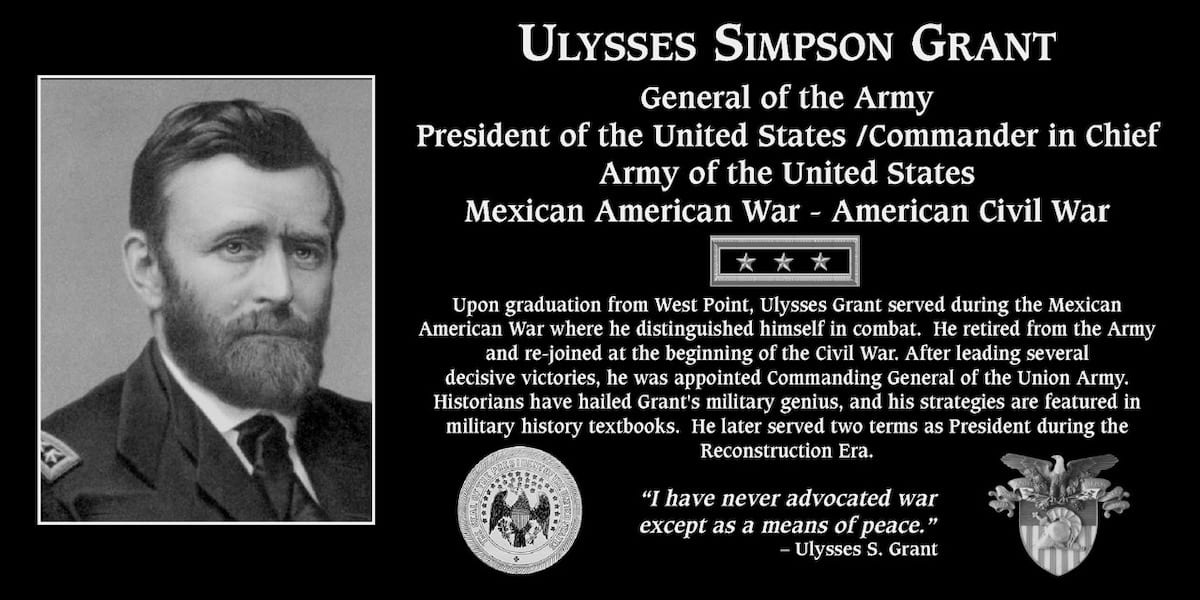 ULYSSES SIMPSON GRANT
General of the Army
President of the United States /Commander in Chief
Army of the United States
Mexican American War - American Civil War
Upon graduation from West Point, Ulysses Grant served during the Mexican
American War where he distinguished himself in combat.  He retired from the Army
and re-joined at the beginning of the Civil War. After leading several
decisive victories, he was appointed Commanding General of the Union Army.
Historians have hailed Grant's military genius, and his strategies are featured in
military history textbooks.  He later served two terms as President during the
Reconstruction Era.
“I have never advocated war
except as a means of peace.”
– Ulysses S. Grant